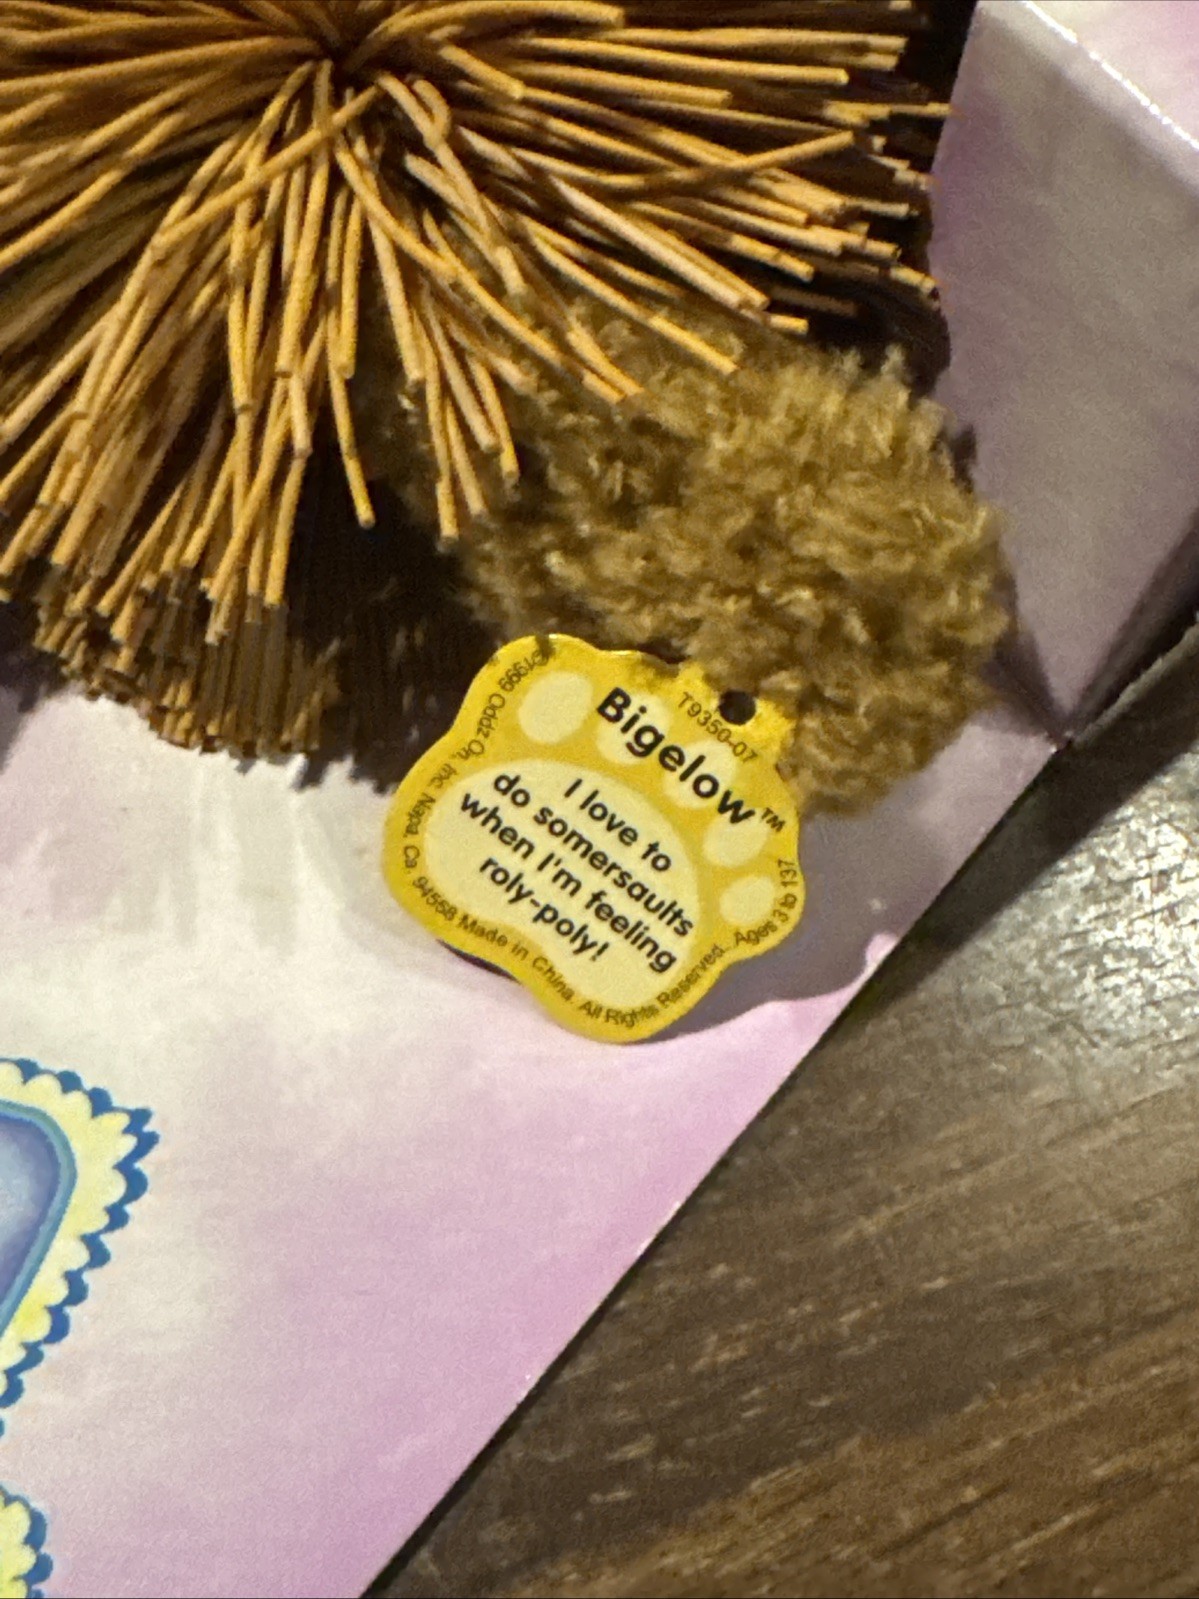 T9350-07
Bigelow™
I love to
do somersaults
when I'm feeling
roly-poly!
©1999 Oddz On, Inc. Napa, Ca. 94558 Made in China. All Rights Reserved. Ages 3 to 137